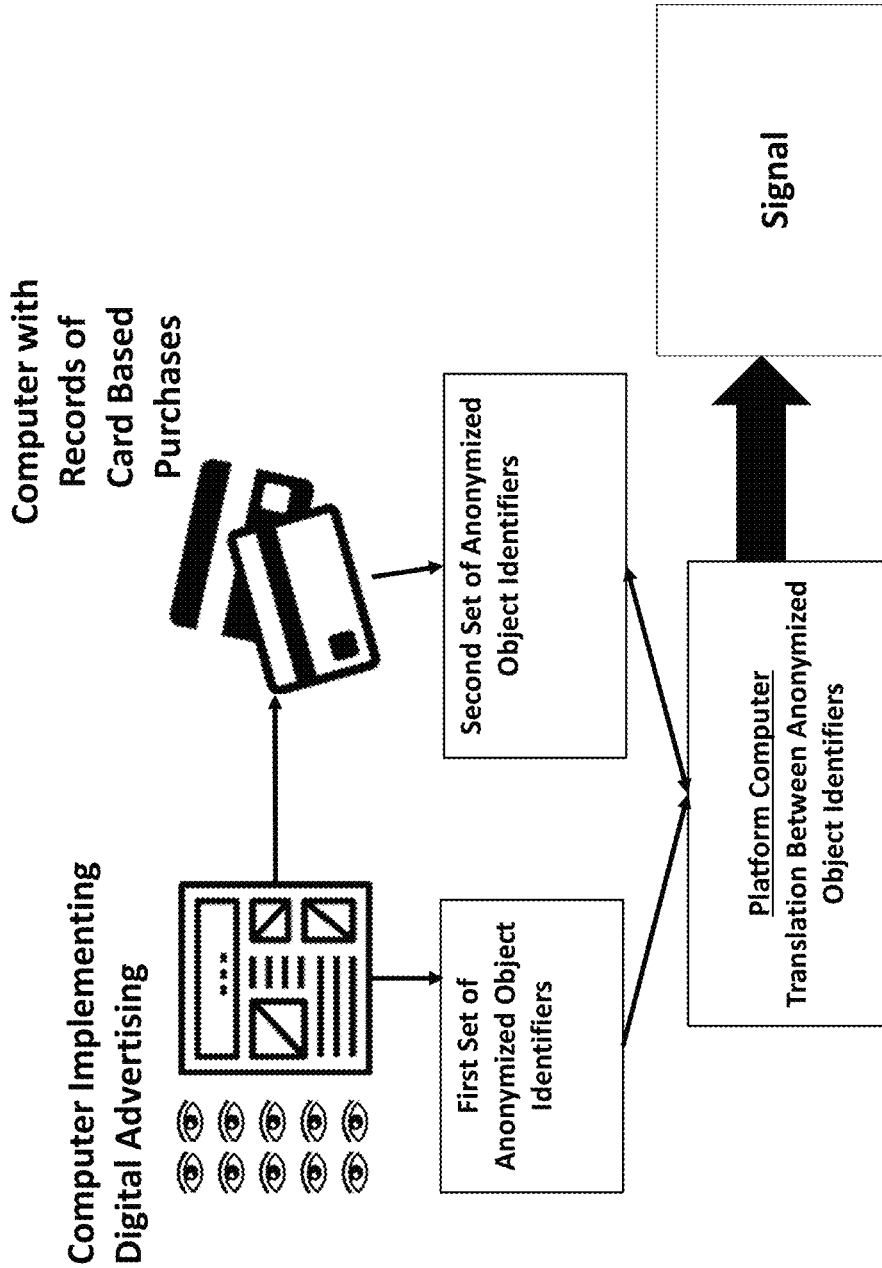 Computer Implementing
Digital Advertising
Computer with
Records of
Card Based
Purchases
First Set of
Anonymized Object
Identifiers
Second Set of Anonymized
Object Identifiers
Platform Computer
Translation Between Anonymized
Object Identifiers
Signal